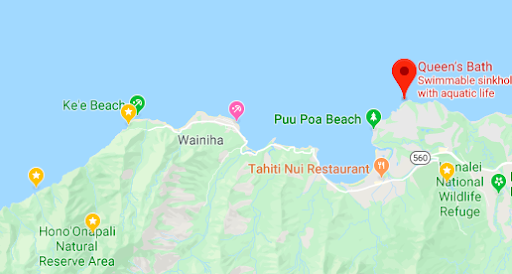 Queen's Bath
Swimmable sinkhol
with aquatic life
Ke'e Beach
Puu Poa Beach
Wainiha
560
Tahiti Nui Restaurant
National
Wildlife
Refuge
Hono'Onapali
Natural
Reserve Area